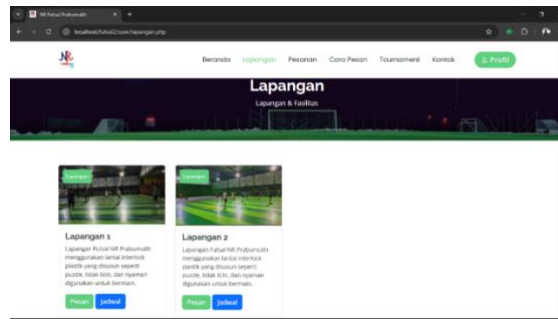 NR Futsal Prabumulih
localhost/futsal2/user/lapangan.php
NR
Beranda Lapangan Pesanan Cara Pesan Tournament Kontak Profil
Lapangan
Lapangan & Fasilitas
Lapangan
Lapangan 1
Lapangan Futsal NR Prabumulih
menggunakan lantai interlock
plastik yang disusun seperti
puzzle, tidak licin, dan nyaman
digunakan untuk bermain.
Pesan Jadwal
Lapangan
Lapangan 2
Lapangan Futsal NR Prabumulih
menggunakan lantai interlock
plastik yang disusun seperti
puzzle, tidak licin, dan nyaman
digunakan untuk bermain.
Pesan Jadwal